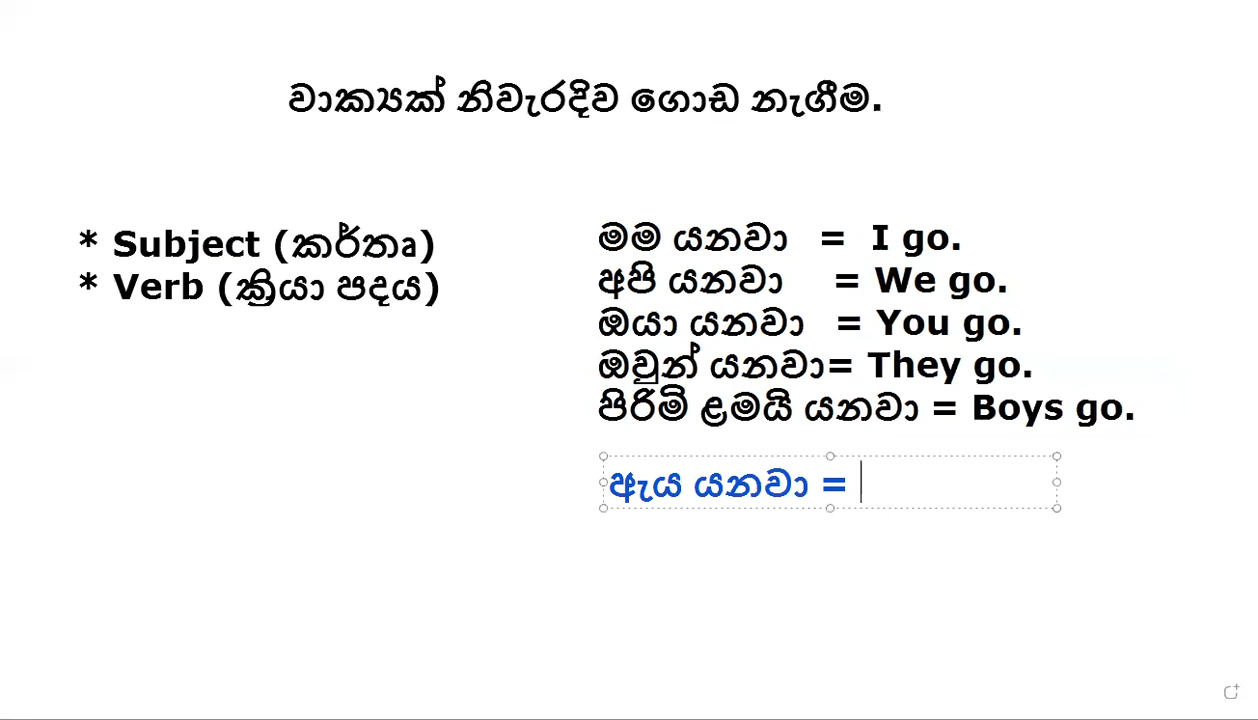 වාක්‍යක් නිවැරදිව ගොඩ නැගීම.
* Subject (කර්තෘ)
* Verb (ක්‍රියා පදය)
මම යනවා = I go.
අපි යනවා = We go.
ඔයා යනවා = You go.
ඔවුන් යනවා= They go.
පිරිමි ළමයි යනවා = Boys go.
ඇය යනවා =